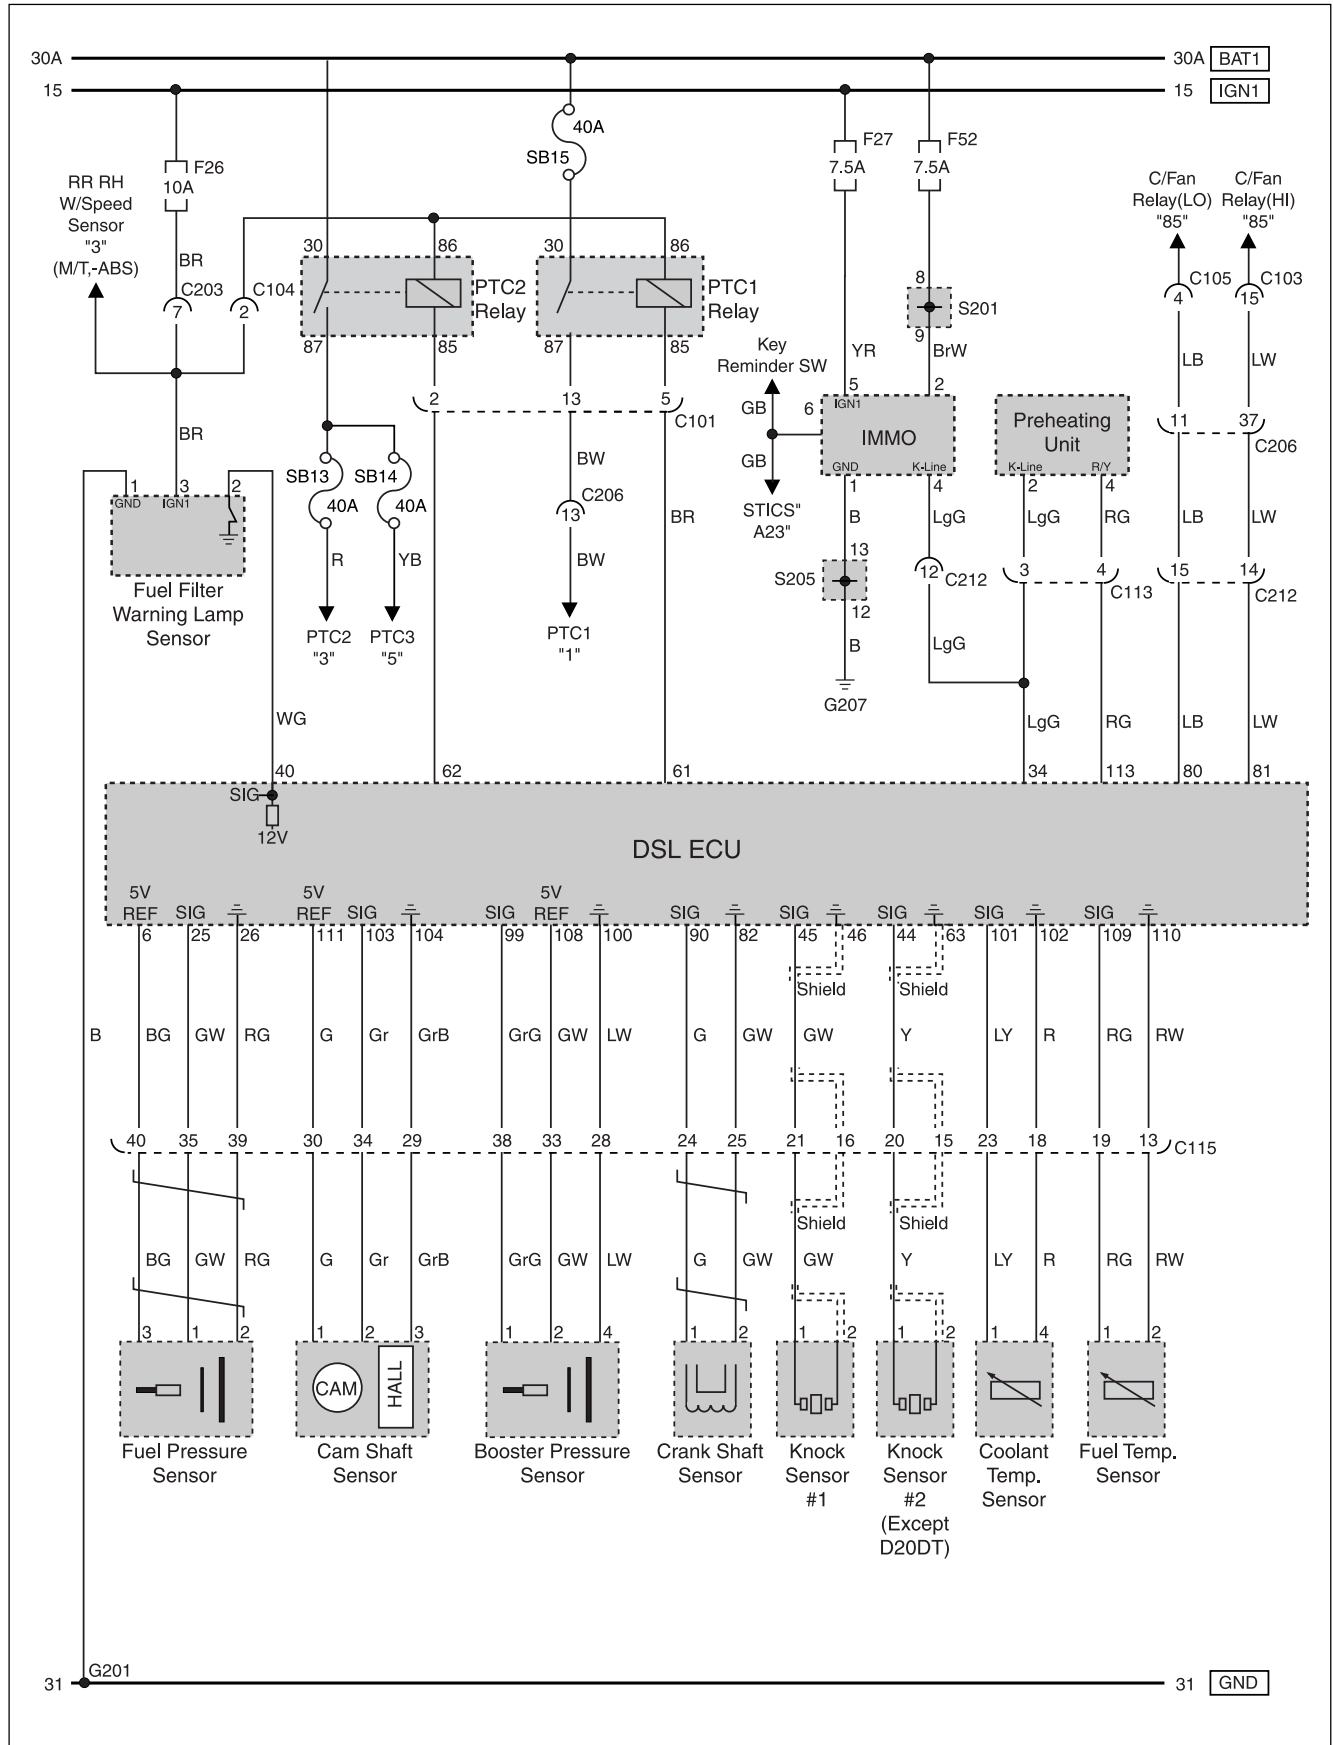 30A 30A BAT1
15 15 IGN1
40A
SB15
F26
10A
F27
7.5A
F52
7.5A
RR RH
W/Speed
Sensor
"3"
(M/T,-ABS)
C/Fan
Relay(LO)
"85"
C/Fan
Relay(HI)
"85"
BR
C203
7
C104
2
30 86
PTC2
Relay
87 85
30 86
PTC1
Relay
87 85
8
S201
9
BrW
C105
4
C103
15
YR
Key
Reminder SW
GB
GB
LB LW
2 13 5
C101
5 2
6
IGN1
IMMO
GND K-Line
1 4
Preheating
Unit
K-Line R/Y
2 4
11 37
C206
BR
SB13
40A
SB14
40A
BW
C206
13
BW
BR
STICS"
A23"
B LgG LgG RG LB LW
1 3 2
GND IGN1
Fuel Filter
Warning Lamp
Sensor
R YB
PTC2
"3"
PTC3
"5"
PTC1
"1"
13
S205
12
B
G207
12 C212
LgG
3 4
C113
15 14
C212
WG
LgG RG LB LW
40 62 61 34 113 80 81
SIG
12V
DSL ECU
5V
REF SIG
5V
REF SIG
SIG
5V
REF
SIG SIG SIG SIG SIG
6 25 26 111 103 104 99 108 100 90 82 45 46 44 63 101 102 109 110
Shield Shield
B BG GW RG G Gr GrB GrG GW LW G GW GW Y LY R RG RW
40 35 39 30 34 29 38 33 28 24 25 21 16 20 15 23 18 19 13
C115
Shield Shield
BG GW RG G Gr GrB GrG GW LW G GW GW Y LY R RG RW
3 1 2 1 2 3 1 2 4 1 2 1 2 1 2 1 4 1 2
CAM
HALL
Fuel Pressure
Sensor
Cam Shaft
Sensor
Booster Pressure
Sensor
Crank Shaft
Sensor
Knock
Sensor
#1
Knock
Sensor
#2
(Except
D20DT)
Coolant
Temp.
Sensor
Fuel Temp.
Sensor
G201
31 31 GND